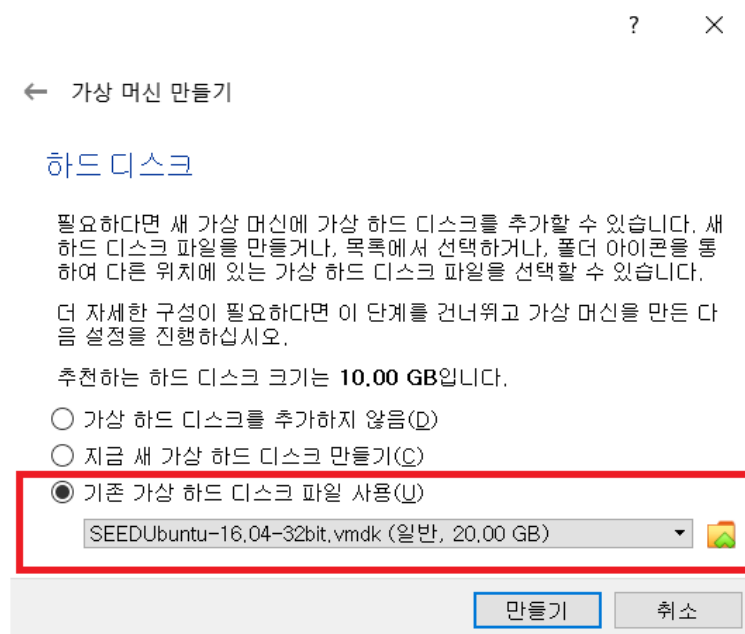 ?
← 가상 머신 만들기
하드 디스크
필요하다면 새 가상 머신에 가상 하드 디스크를 추가할 수 있습니다. 새
하드 디스크 파일을 만들거나, 목록에서 선택하거나, 폴더 아이콘을 통
하여 다른 위치에 있는 가상 하드 디스크 파일을 선택할 수 있습니다.
더 자세한 구성이 필요하다면 이 단계를 건너뛰고 가상 머신을 만든 다
음 설정을 진행하십시오.
추천하는 하드 디스크 크기는 10.00 GB입니다.
가상 하드 디스크를 추가하지 않음(D)
지금 새 가상 하드 디스크 만들기(C)
기존 가상 하드 디스크 파일 사용(U)
SEEDUbuntu-16.04-32bit.vmdk (일반, 20.00 GB)
만들기 취소